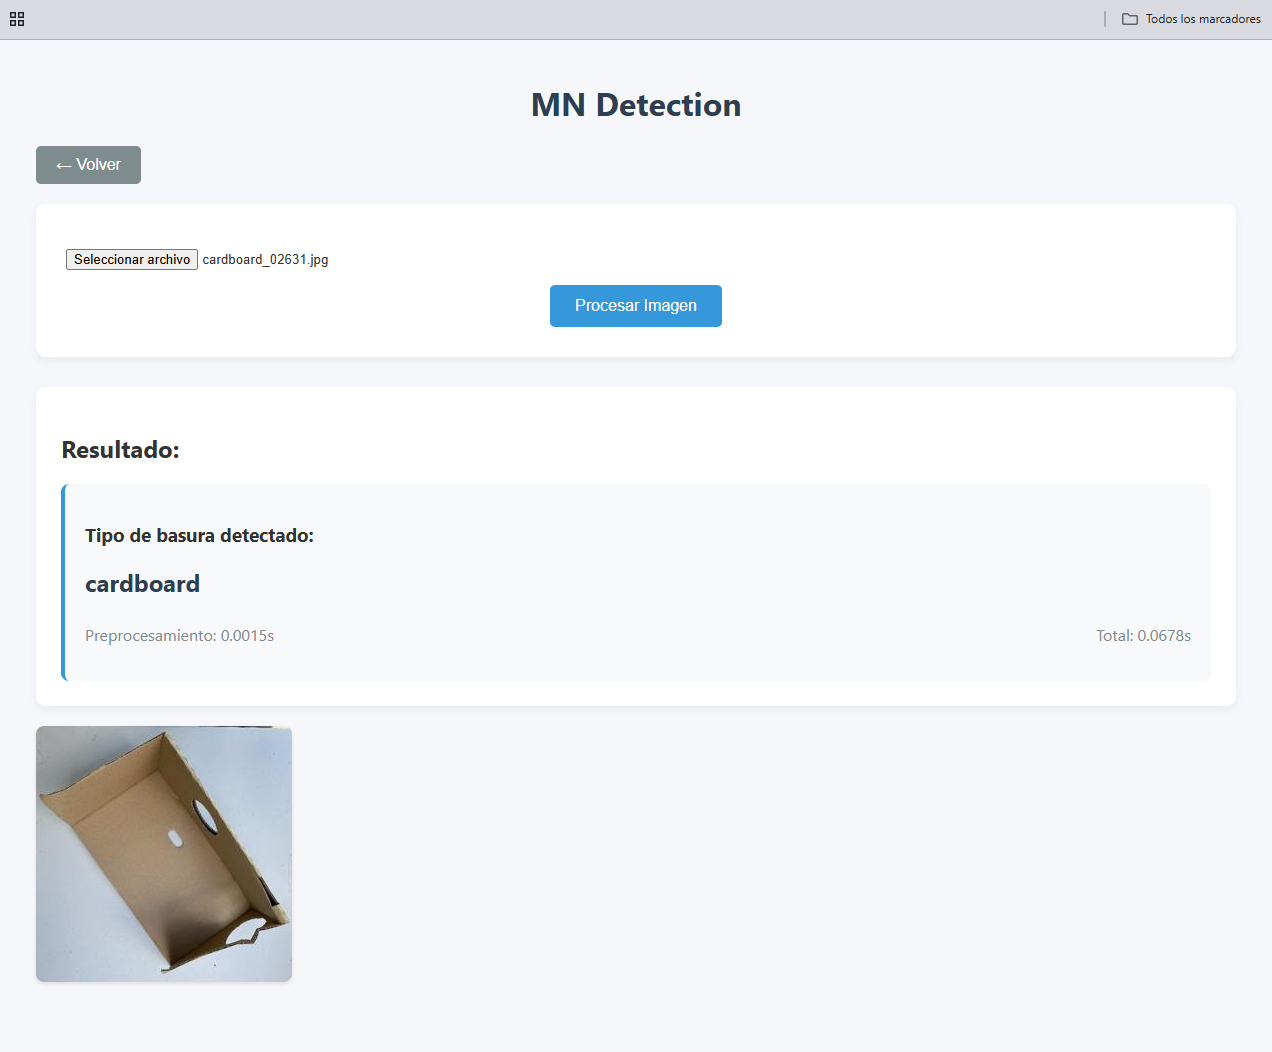 Todos los marcadores
MN Detection
← Volver
Seleccionar archivo cardboard_02631.jpg
Procesar Imagen
Resultado:
Tipo de basura detectado:
cardboard
Preprocesamiento: 0.0015s Total: 0.0678s